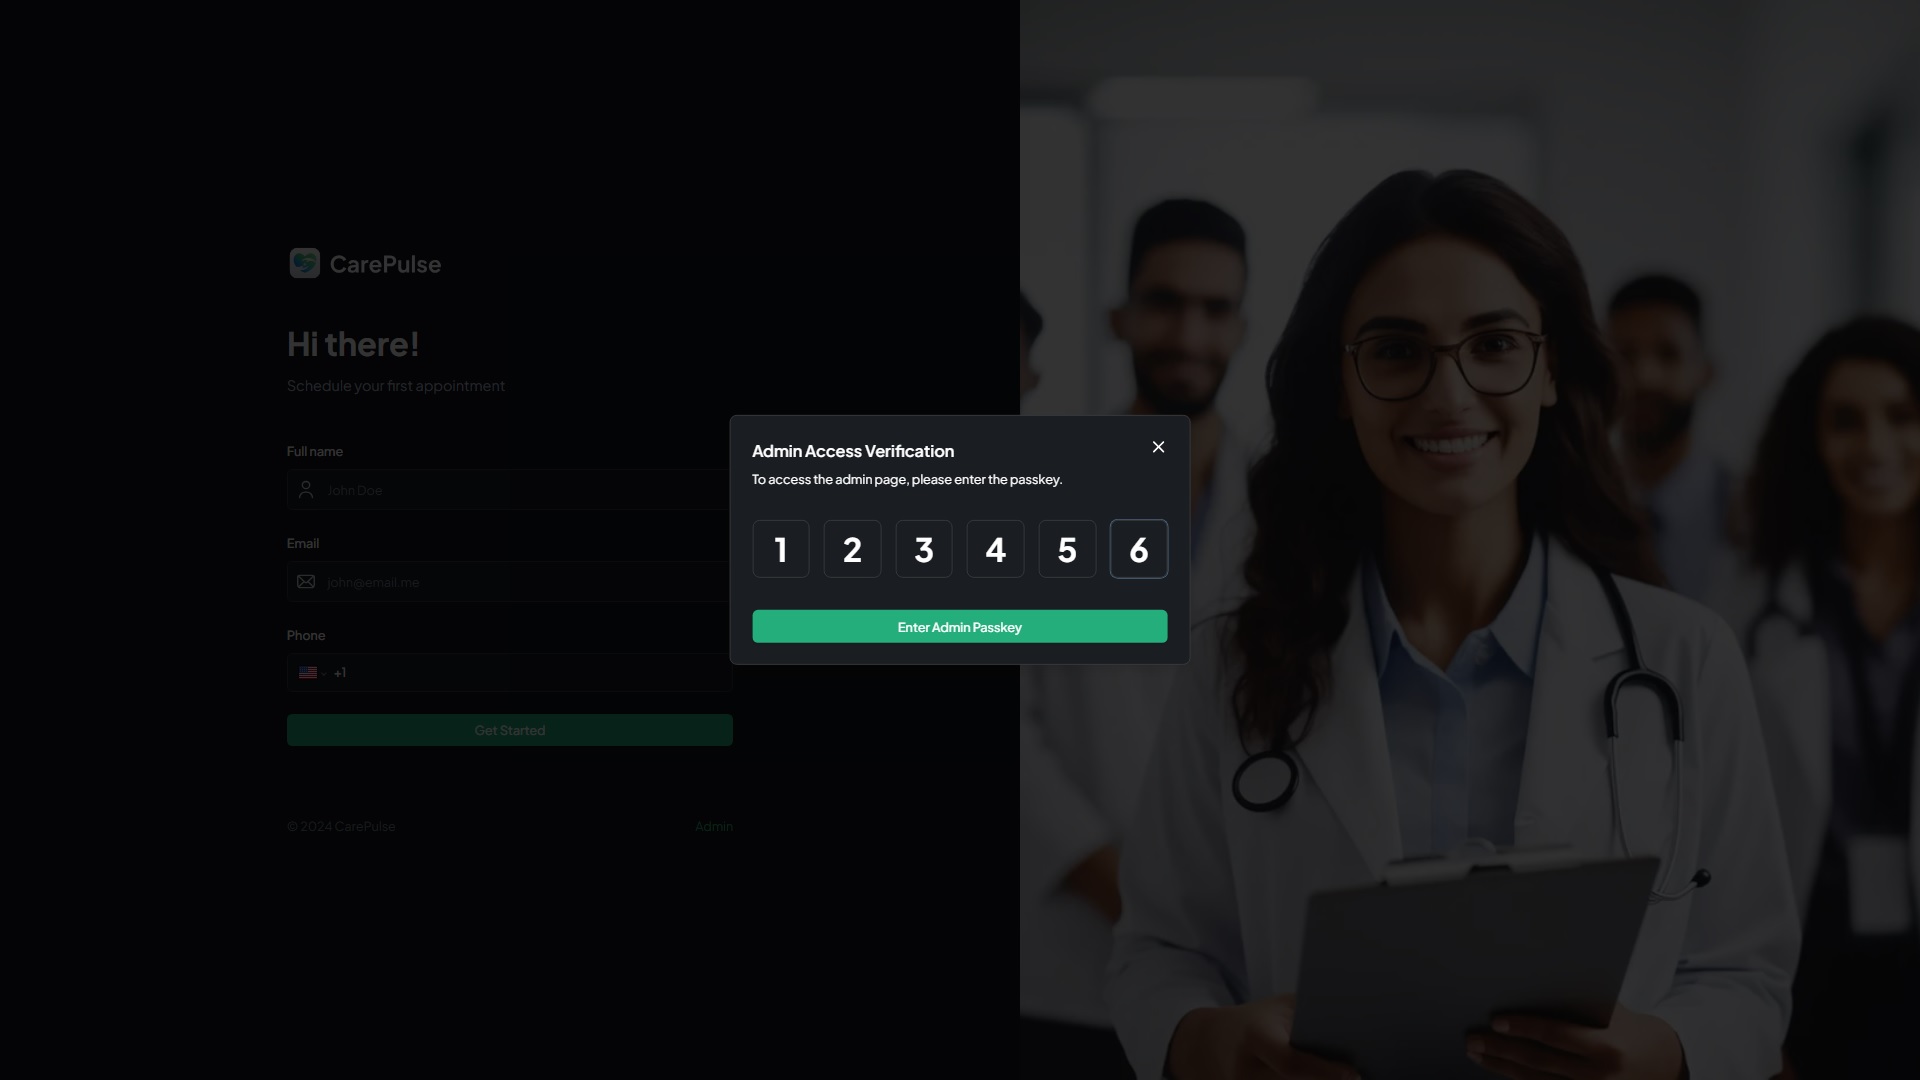 CarePulse
Hi there!
Schedule your first appointment
Full name
John Doe
Email
john@email.me
Phone
+1
Get Started
© 2024 CarePulse
Admin
Admin Access Verification
To access the admin page, please enter the passkey.
1 2 3 4 5 6
Enter Admin Passkey